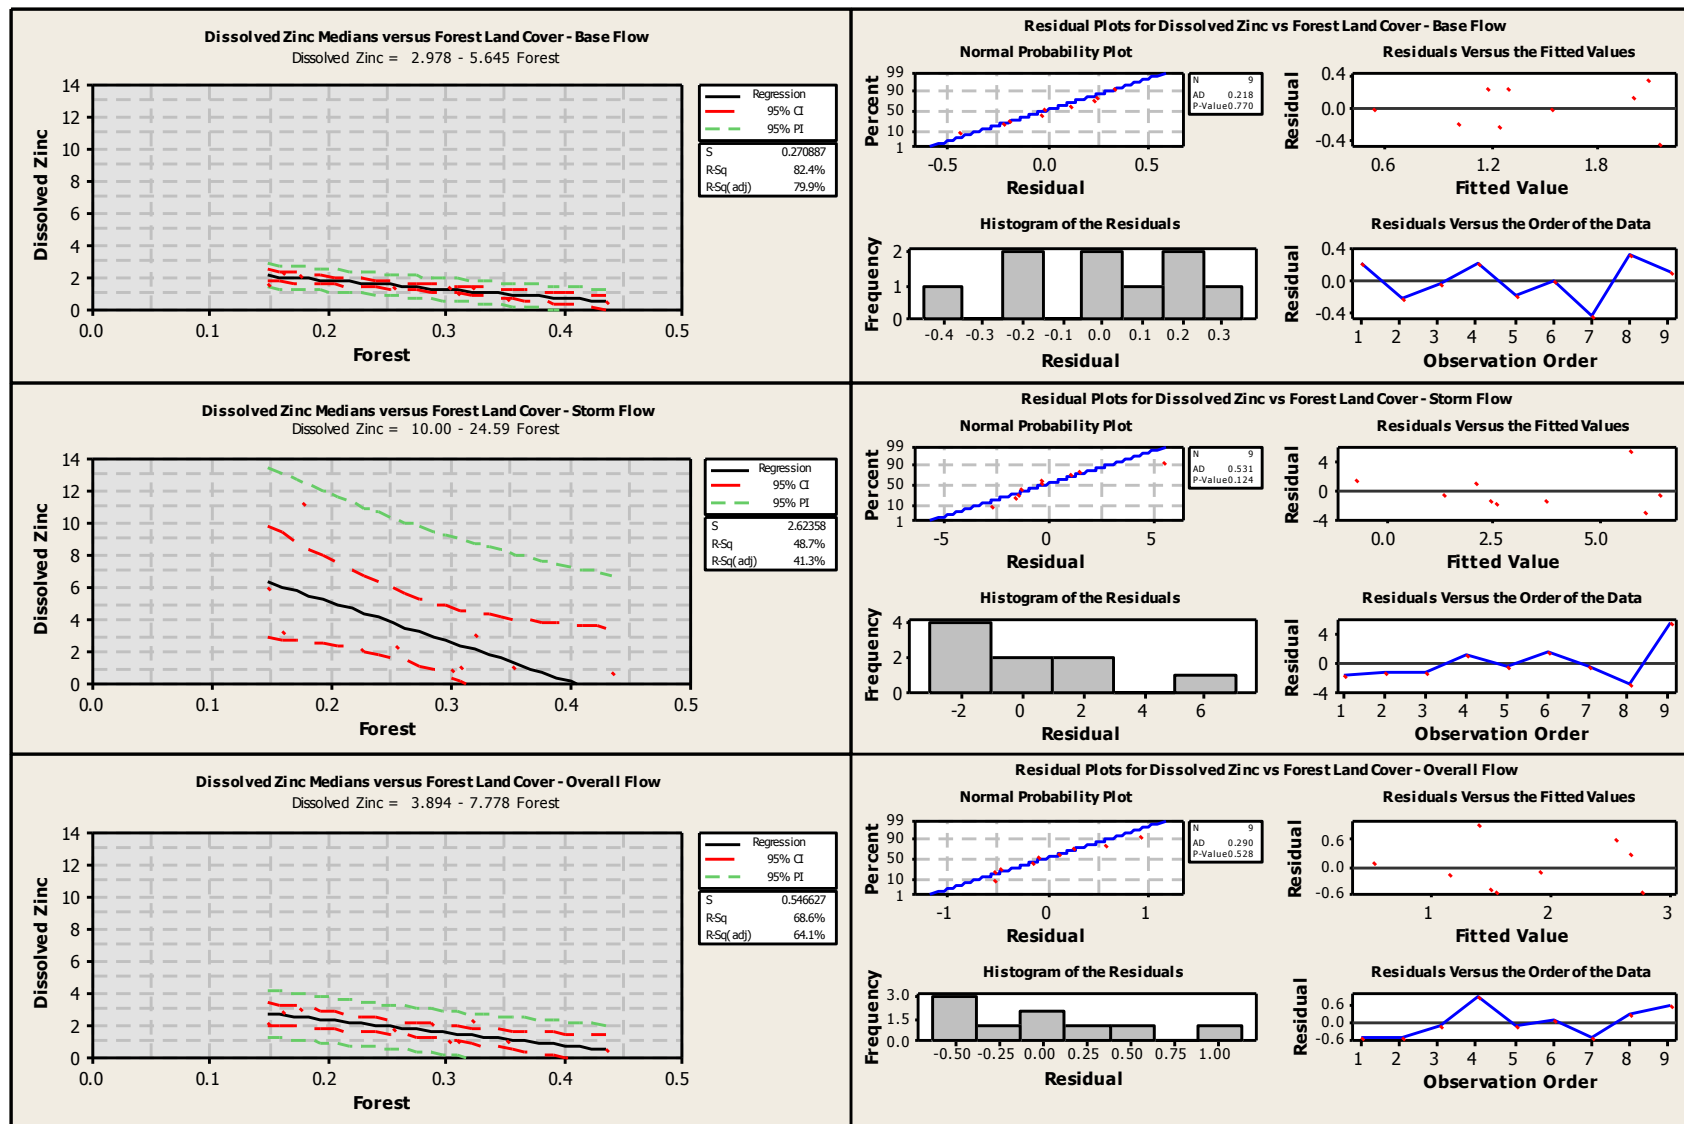 Dissolved Zinc Medians versus Forest Land Cover - Base Flow
Dissolved Zinc = 2.978 - 5.645 Forest
Dissolved Zinc
14
12
10
8
6
4
2
0
0.0 0.1 0.2 0.3 0.4 0.5
Forest
Regression
95% CI
95% PI
S 0.270887
R-Sq 82.4%
R-Sq(adj) 79.9%
Residual Plots for Dissolved Zinc vs Forest Land Cover - Base Flow
Normal Probability Plot
Percent
99
90
50
10
1
-0.5 0.0 0.5
Residual
N 9
AD 0.218
P-Value 0.770
Residuals Versus the Fitted Values
Residual
0.4
0.0
-0.4
0.6 1.2 1.8
Fitted Value
Histogram of the Residuals
Frequency
2
1
0
-0.4 -0.3 -0.2 -0.1 0.0 0.1 0.2 0.3
Residual
Residuals Versus the Order of the Data
Residual
0.4
0.0
-0.4
1 2 3 4 5 6 7 8 9
Observation Order
Dissolved Zinc Medians versus Forest Land Cover - Storm Flow
Dissolved Zinc = 10.00 - 24.59 Forest
Dissolved Zinc
14
12
10
8
6
4
2
0
0.0 0.1 0.2 0.3 0.4 0.5
Forest
Regression
95% CI
95% PI
S 2.62358
R-Sq 48.7%
R-Sq(adj) 41.3%
Residual Plots for Dissolved Zinc vs Forest Land Cover - Storm Flow
Normal Probability Plot
Percent
99
90
50
10
1
-5 0 5
Residual
N 9
AD 0.531
P-Value 0.124
Residuals Versus the Fitted Values
Residual
4
0
-4
0.0 2.5 5.0
Fitted Value
Histogram of the Residuals
Frequency
4
2
0
-2 0 2 4 6
Residual
Residuals Versus the Order of the Data
Residual
4
0
-4
1 2 3 4 5 6 7 8 9
Observation Order
Dissolved Zinc Medians versus Forest Land Cover - Overall Flow
Dissolved Zinc = 3.894 - 7.778 Forest
Dissolved Zinc
14
12
10
8
6
4
2
0
0.0 0.1 0.2 0.3 0.4 0.5
Forest
Regression
95% CI
95% PI
S 0.546627
R-Sq 68.6%
R-Sq(adj) 64.1%
Residual Plots for Dissolved Zinc vs Forest Land Cover - Overall Flow
Normal Probability Plot
Percent
99
90
50
10
1
-1 0 1
Residual
N 9
AD 0.290
P-Value 0.528
Residuals Versus the Fitted Values
Residual
0.6
0.0
-0.6
1 2 3
Fitted Value
Histogram of the Residuals
Frequency
3.0
1.5
0.0
-0.50 -0.25 0.00 0.25 0.50 0.75 1.00
Residual
Residuals Versus the Order of the Data
Residual
0.6
0.0
-0.6
1 2 3 4 5 6 7 8 9
Observation Order